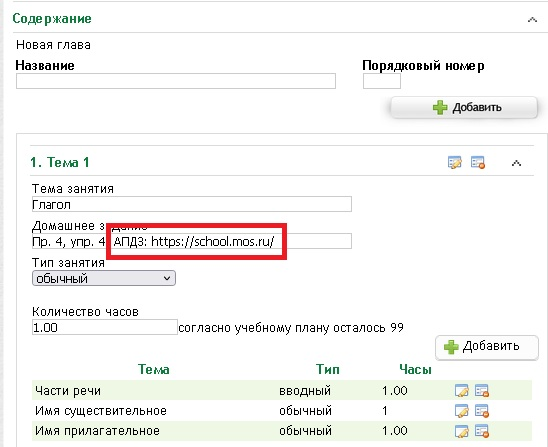 Содержание
Новая глава
Название Порядковый номер
Добавить
1. Тема 1
Тема занятия
Глагол
Домашнее з дание
Пр. 4, упр. 4 АПДЗ: https://school.mos.ru/
Тип занятия
обычный
Количество часов
1.00 согласно учебному плану осталось 99
Добавить
Тема Тип Часы
Части речи вводный 1.00
Имя существительное обычный 1
Имя прилагательное обычный 1.00